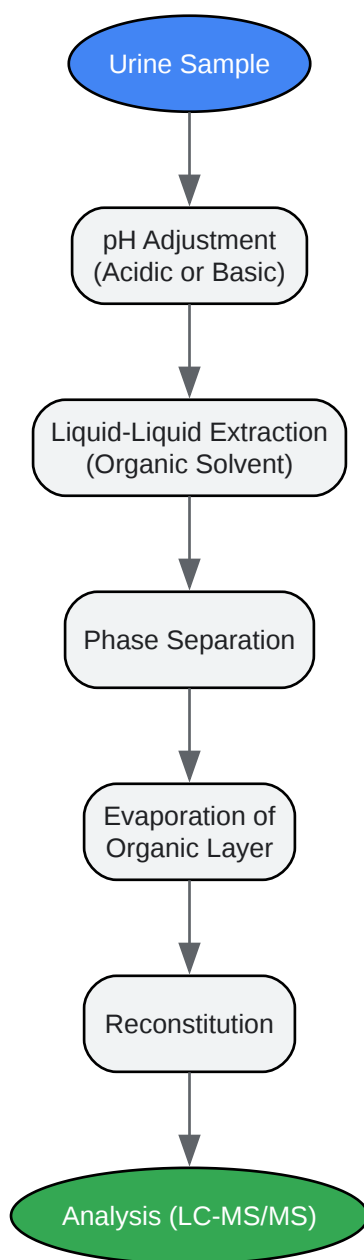 Urine Sample
pH Adjustment
(Acidic or Basic)
Liquid-Liquid Extraction
(Organic Solvent)
Phase Separation
Evaporation of
Organic Layer
Reconstitution
Analysis (LC-MS/MS)